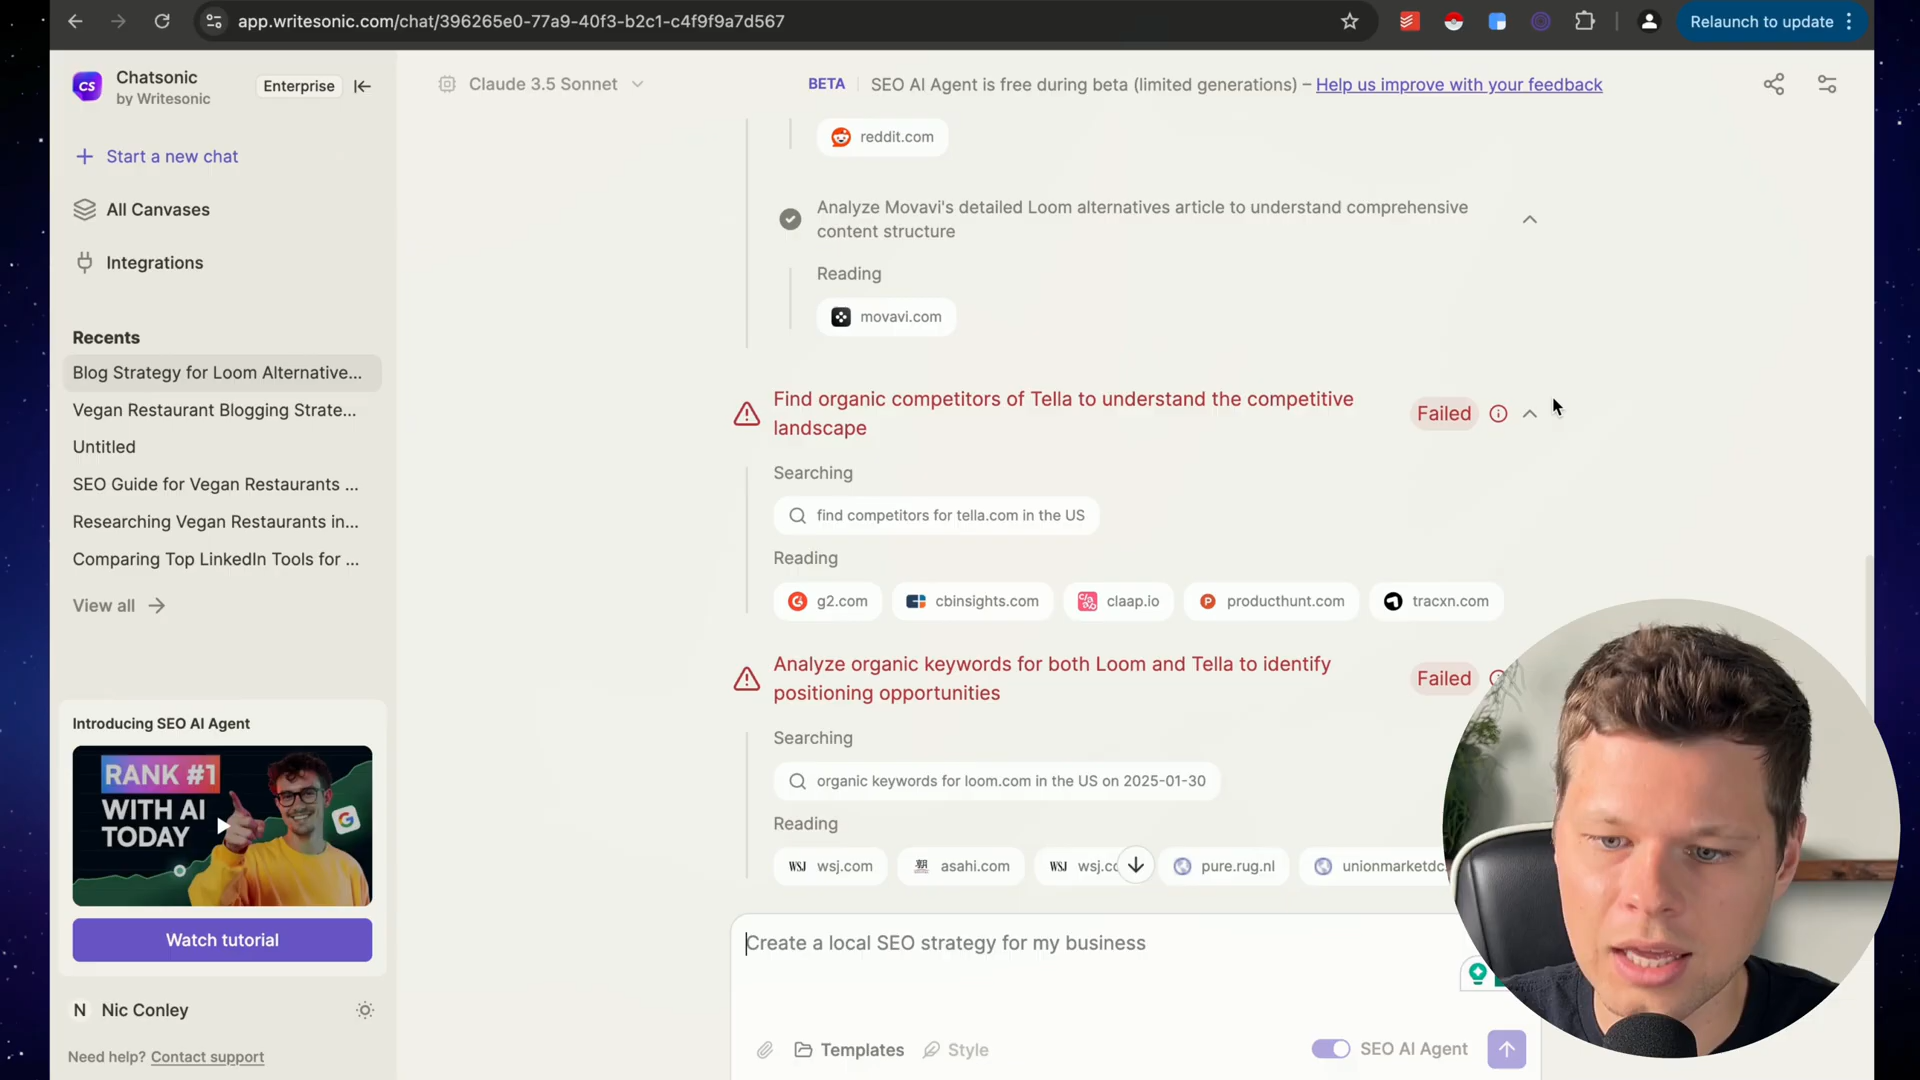 app.writesonic.com/chat/396265e0-77a9-40f3-b2c1-c4f9f9a7d567
Relaunch to update
CS
Chatsonic
by Writesonic
Enterprise
Start a new chat
All Canvases
Integrations
Recents
Blog Strategy for Loom Alternative...
Vegan Restaurant Blogging Strate...
Untitled
SEO Guide for Vegan Restaurants ...
Researching Vegan Restaurants in...
Comparing Top LinkedIn Tools for ...
View all
Introducing SEO AI Agent
RANK #1
WITH AI
TODAY
Watch tutorial
N Nic Conley
Need help? Contact support
Claude 3.5 Sonnet
BETA SEO AI Agent is free during beta (limited generations) – Help us improve with your feedback
reddit.com
Analyze Movavi's detailed Loom alternatives article to understand comprehensive
content structure
Reading
movavi.com
Find organic competitors of Tella to understand the competitive
landscape
Failed
Searching
find competitors for tella.com in the US
Reading
g2.com cbinsights.com claap.io producthunt.com tracxn.com
Analyze organic keywords for both Loom and Tella to identify
positioning opportunities
Failed
Searching
organic keywords for loom.com in the US on 2025-01-30
Reading
WSJ wsj.com asahi.com WSJ wsj.cc pure.rug.nl unionmarketdc
Create a local SEO strategy for my business
Templates Style SEO AI Agent